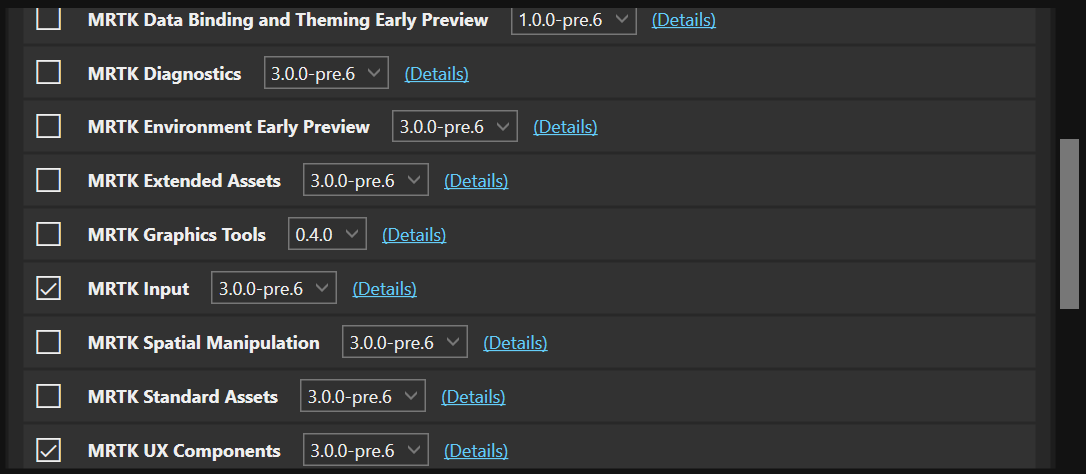 MRTK Data Binding and Theming Early Preview 1.0.0-pre.6 (Details)
MRTK Diagnostics 3.0.0-pre.6 (Details)
MRTK Environment Early Preview 3.0.0-pre.6 (Details)
MRTK Extended Assets 3.0.0-pre.6 (Details)
MRTK Graphics Tools 0.4.0 (Details)
MRTK Input 3.0.0-pre.6 (Details)
MRTK Spatial Manipulation 3.0.0-pre.6 (Details)
MRTK Standard Assets 3.0.0-pre.6 (Details)
MRTK UX Components 3.0.0-pre.6 (Details)